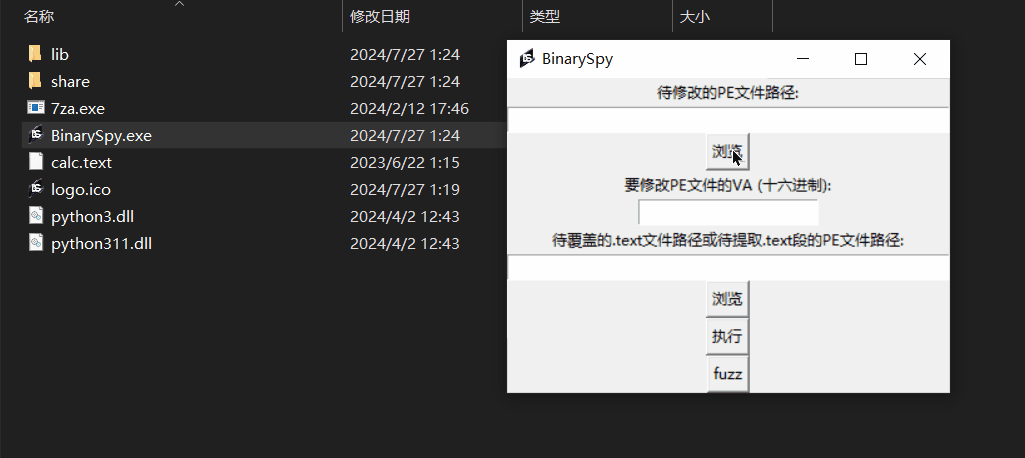 名称 修改日期 类型 大小
lib 2024/7/27 1:24
share 2024/7/27 1:24
7za.exe 2024/2/12 17:46
BinarySpy.exe 2024/7/27 1:24
calc.text 2023/6/22 1:15
logo.ico 2024/7/27 1:19
python3.dll 2024/4/2 12:43
python311.dll 2024/4/2 12:43
BinarySpy
待修改的PE文件路径:
浏览
要修改PE文件的VA (十六进制):
待覆盖的.text文件路径或待提取.text段的PE文件路径:
浏览
执行
fuzz